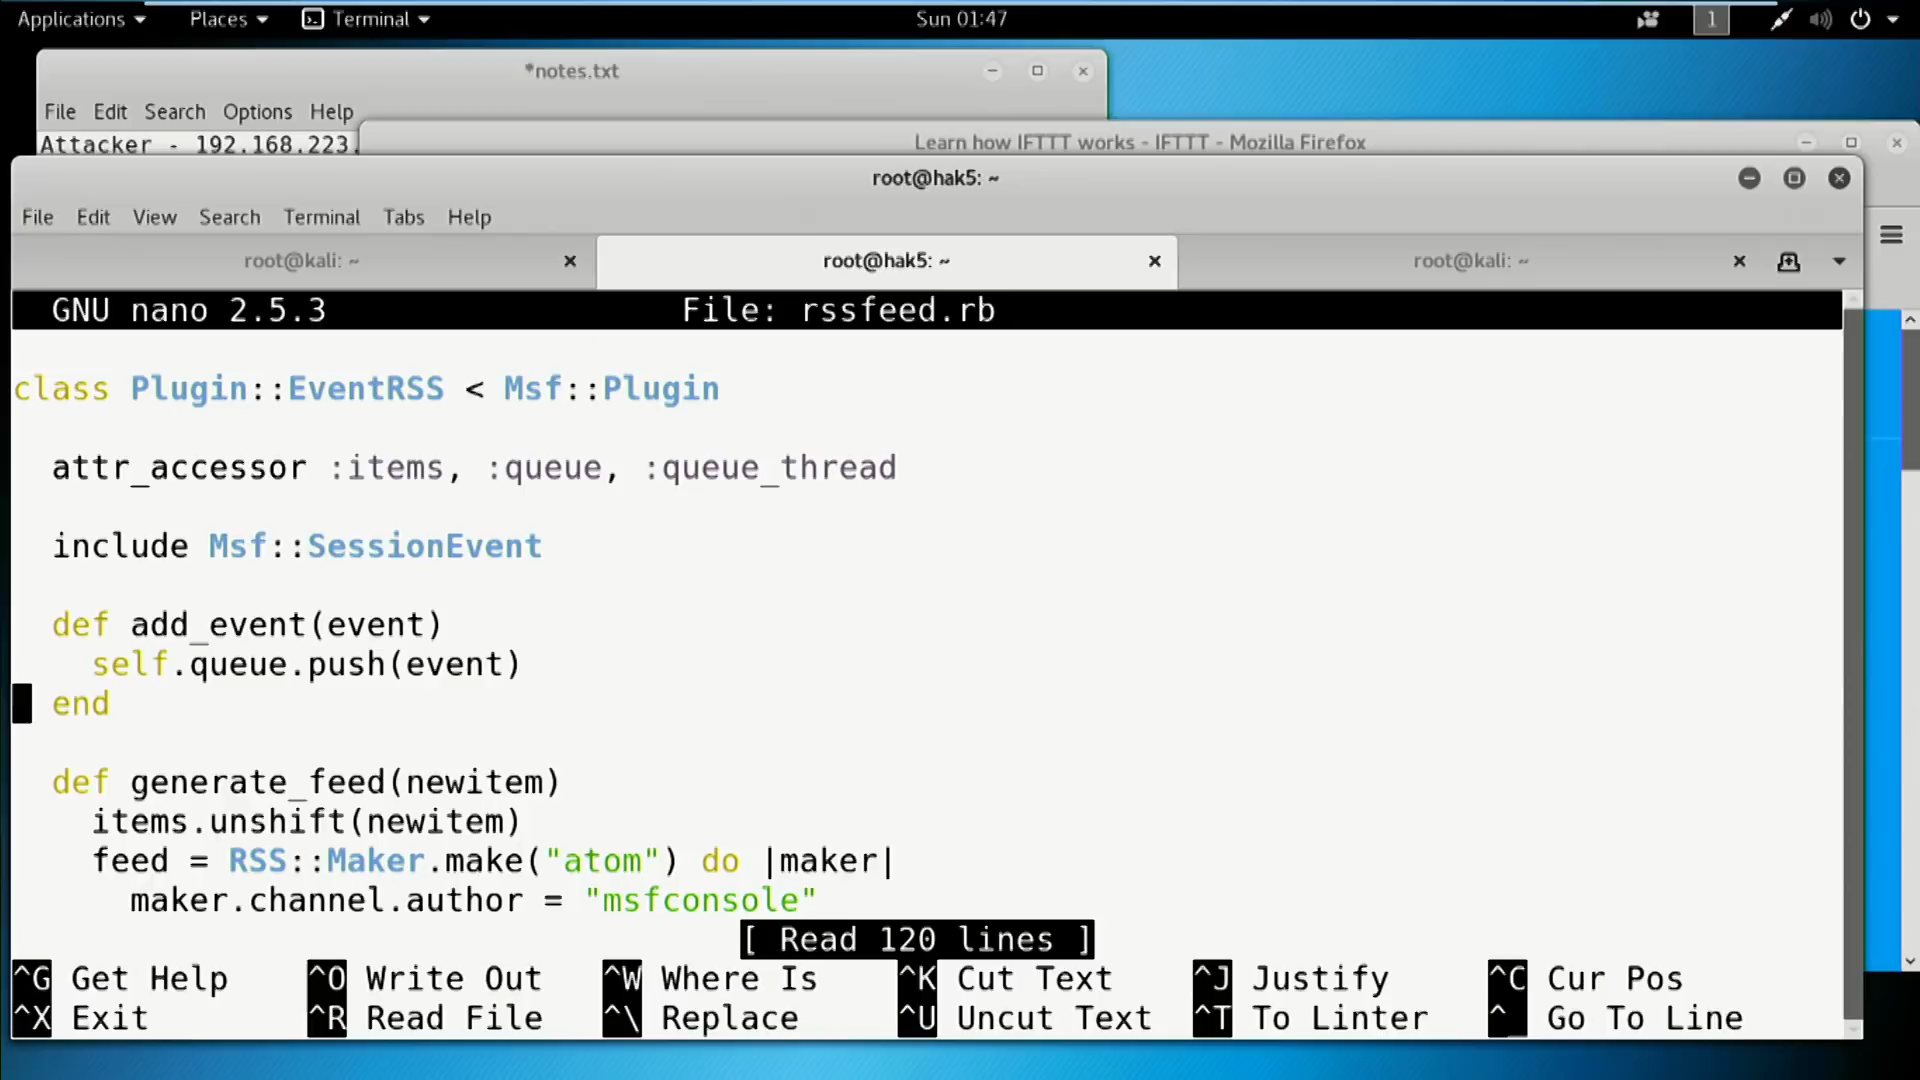 Applications Places Terminal Sun 01:47 1
*notes.txt
File Edit Search Options Help
Attacker - 192.168.223.
Learn how IFTTT works - IFTTT - Mozilla Firefox
root@hak5: ~
File Edit View Search Terminal Tabs Help
root@kali: ~ root@hak5: ~ root@kali: ~
GNU nano 2.5.3 File: rssfeed.rb
class Plugin::EventRSS < Msf::Plugin
attr_accessor :items, :queue, :queue_thread
include Msf::SessionEvent
def add_event(event)
self.queue.push(event)
end
def generate_feed(newitem)
items.unshift(newitem)
feed = RSS::Maker.make("atom") do |maker|
maker.channel.author = "msfconsole"
[ Read 120 lines ]
^G Get Help ^O Write Out ^W Where Is ^K Cut Text ^J Justify ^C Cur Pos
^X Exit ^R Read File ^\ Replace ^U Uncut Text ^T To Linter ^_ Go To Line